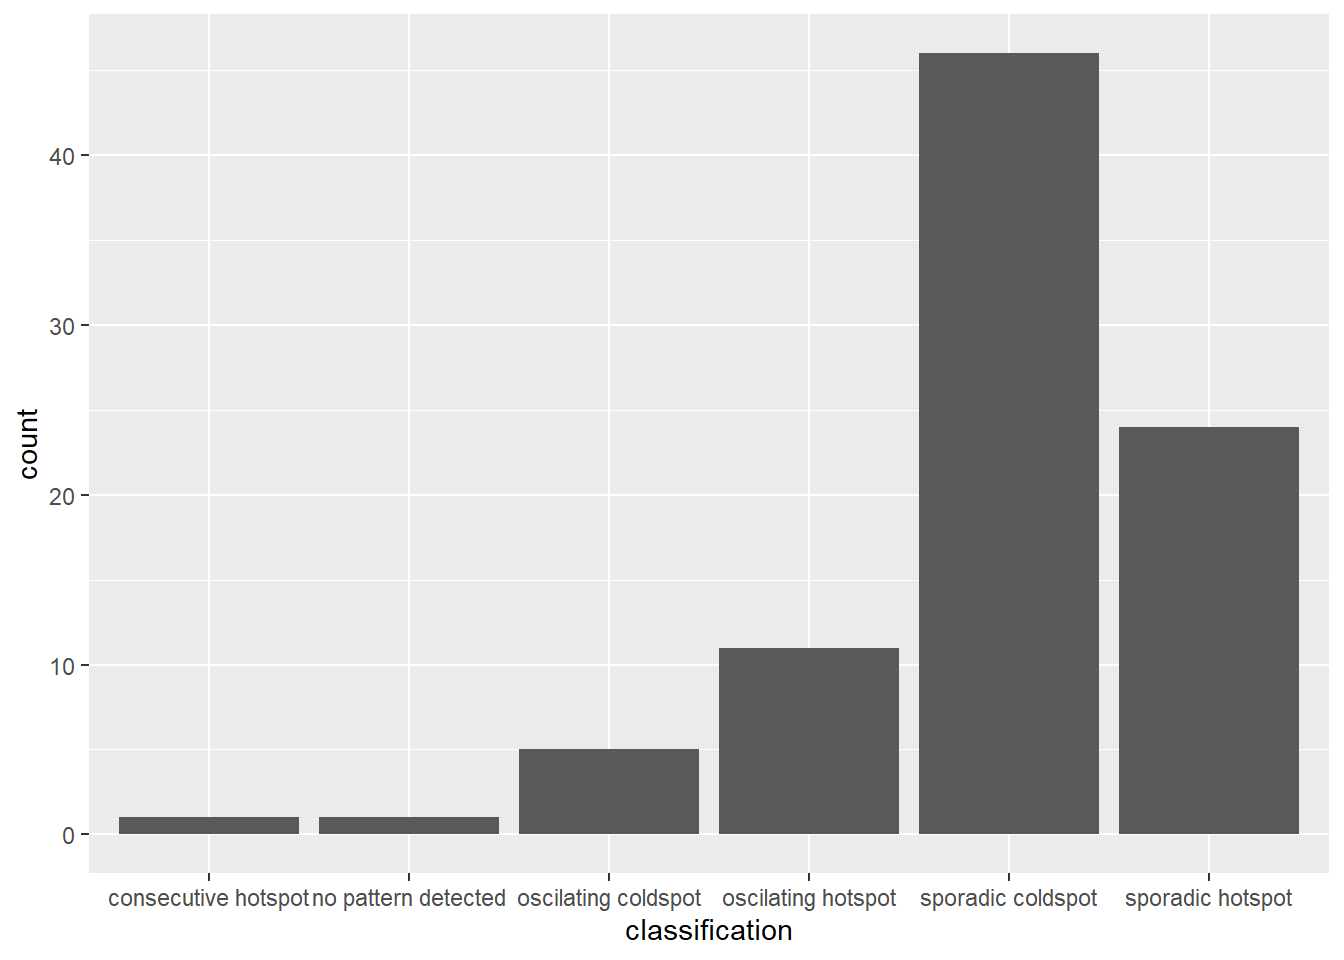 count
40
30
20
10
0
consecutive hotspot no pattern detected oscilating coldspot oscilating hotspot sporadic coldspot sporadic hotspot
classification